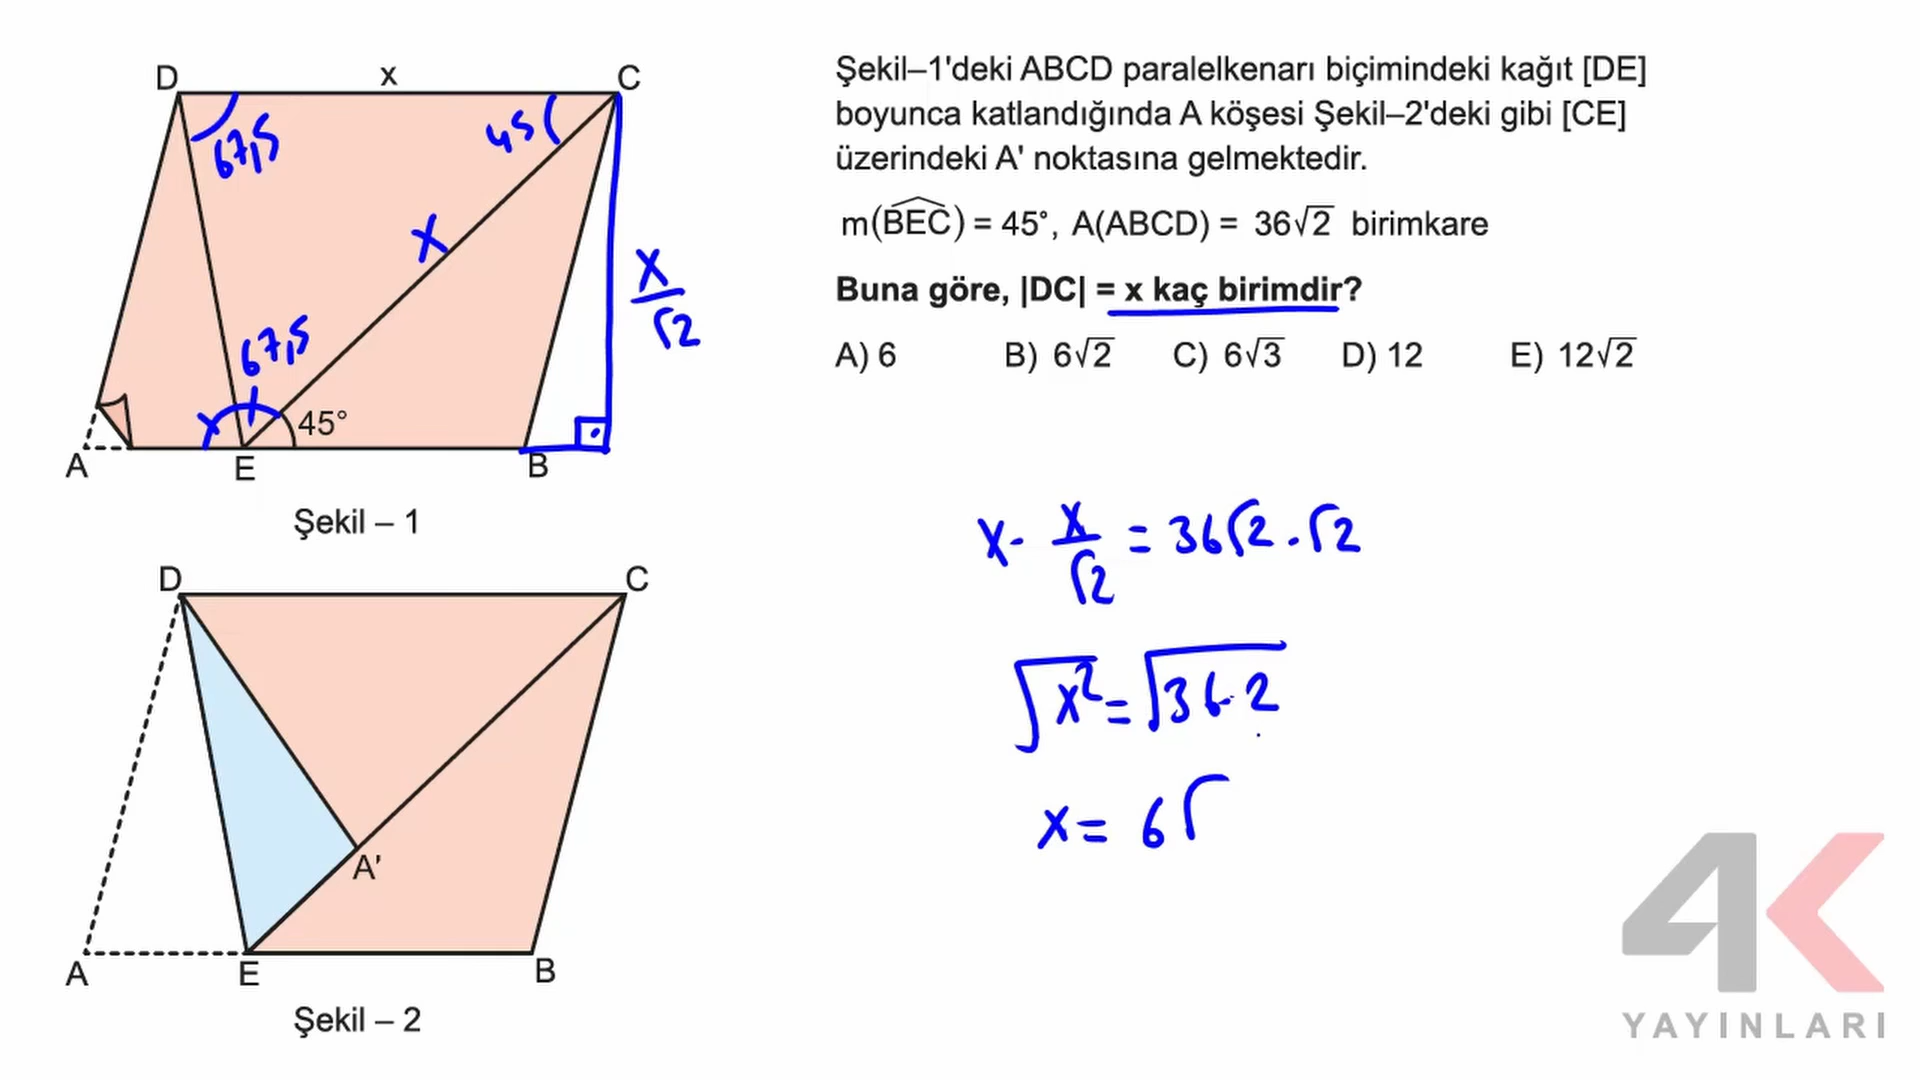 D x C
67,5 45
x
x/√2
67,5
45°
A E B
Şekil – 1
D C
A'
A E B
Şekil – 2
Şekil–1'deki ABCD paralelkenarı biçimindeki kağıt [DE]
boyunca katlandığında A köşesi Şekil–2'deki gibi [CE]
üzerindeki A' noktasına gelmektedir.
m(BEC) = 45°, A(ABCD) = 36√2 birimkare
Buna göre, |DC| = x kaç birimdir?
A) 6 B) 6√2 C) 6√3 D) 12 E) 12√2
x · x/√2 = 36√2 · √2
√x² = √36·2
x = 6√
4K
YAYINLARI